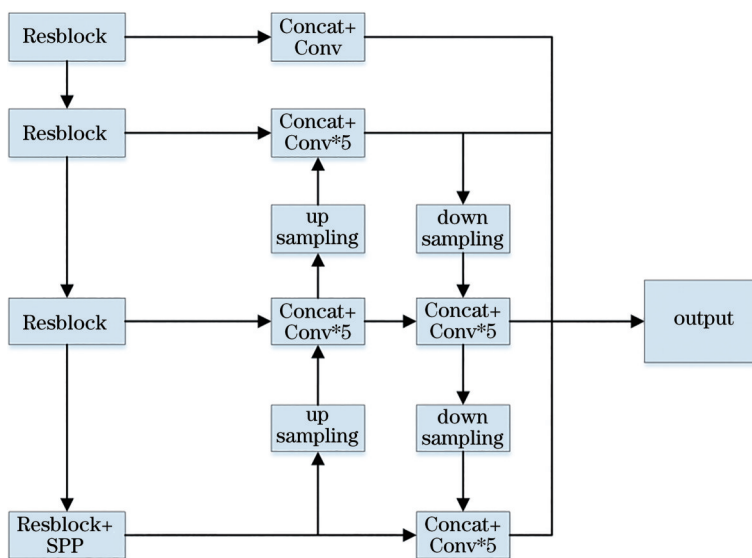 Resblock
Concat+
Conv
Resblock
Concat+
Conv*5
up
sampling
down
sampling
Resblock
Concat+
Conv*5
Concat+
Conv*5
output
up
sampling
down
sampling
Resblock+
SPP
Concat+
Conv*5